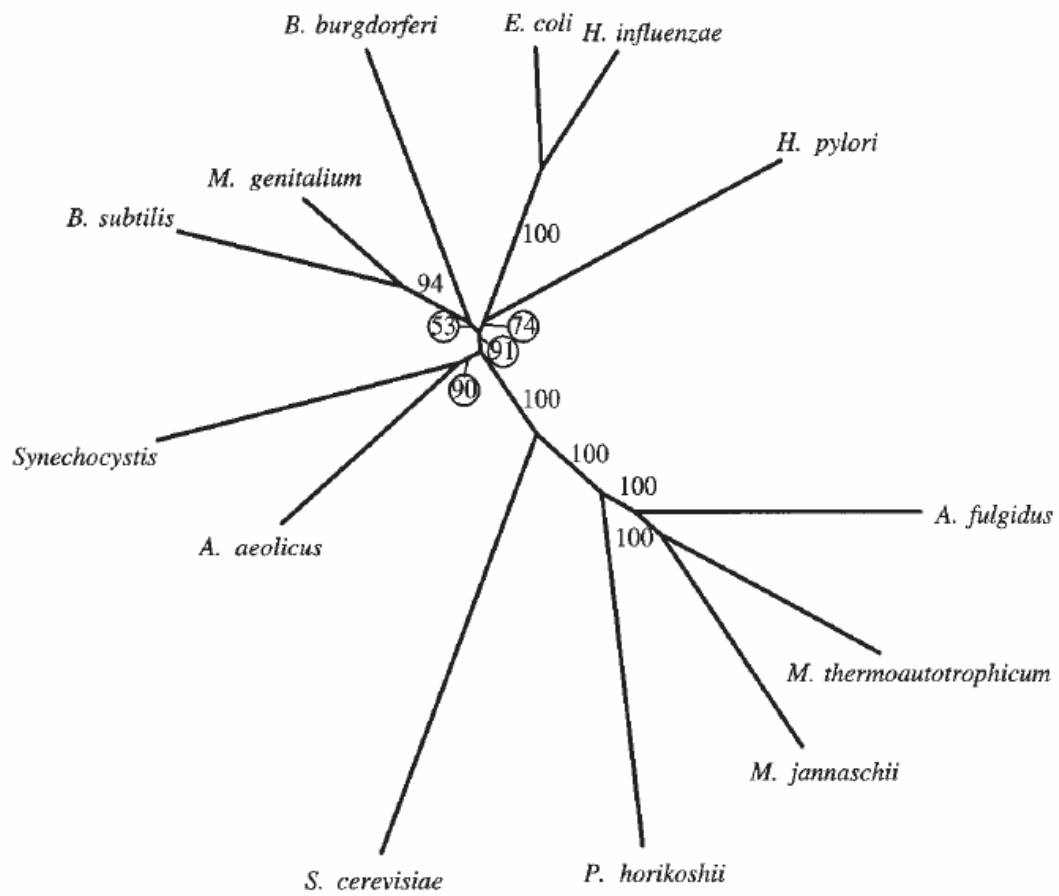 B. burgdorferi
E. coli
H. influenzae
H. pylori
M. genitalium
B. subtilis
100
94
53
74
91
90
100
Synechocystis
100
100
A. fulgidus
100
A. aeolicus
M. thermoautotrophicum
M. jannaschii
S. cerevisiae
P. horikoshii